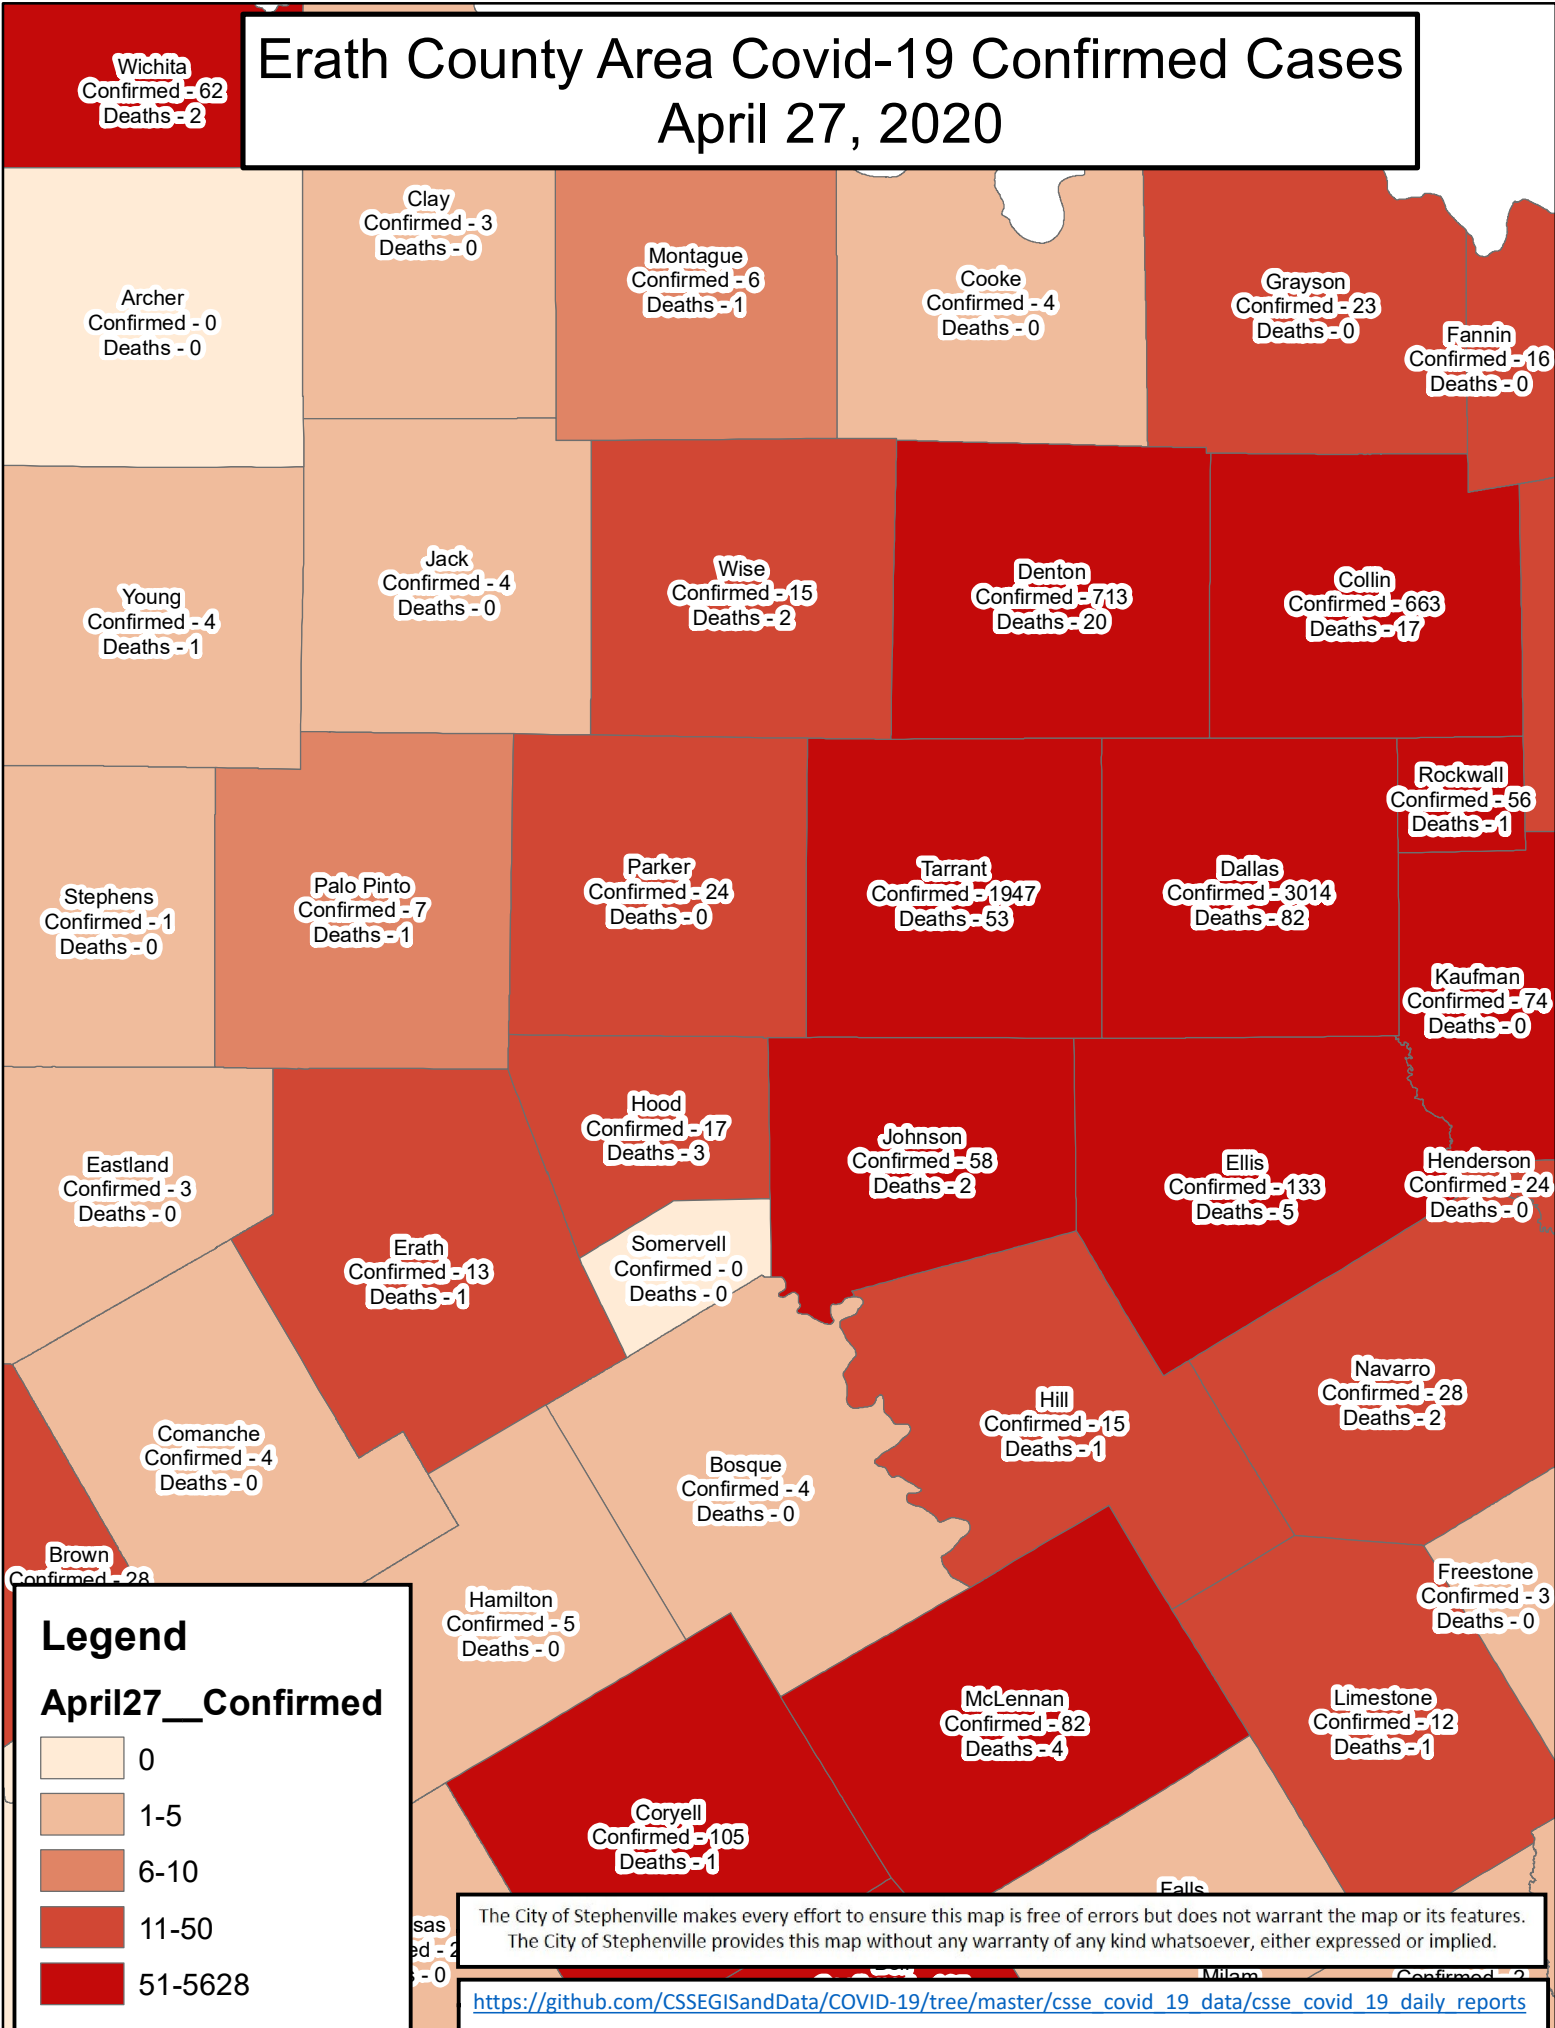 Erath County Area Covid-19 Confirmed Cases
April 27, 2020
Wichita
Confirmed - 62
Deaths - 2
Clay
Confirmed - 3
Deaths - 0
Montague
Confirmed - 6
Deaths - 1
Cooke
Confirmed - 4
Deaths - 0
Grayson
Confirmed - 23
Deaths - 0
Archer
Confirmed - 0
Deaths - 0
Fannin
Confirmed - 16
Deaths - 0
Young
Confirmed - 4
Deaths - 1
Jack
Confirmed - 4
Deaths - 0
Wise
Confirmed - 15
Deaths - 2
Denton
Confirmed - 713
Deaths - 20
Collin
Confirmed - 663
Deaths - 17
Rockwall
Confirmed - 56
Deaths - 1
Stephens
Confirmed - 1
Deaths - 0
Palo Pinto
Confirmed - 7
Deaths - 1
Parker
Confirmed - 24
Deaths - 0
Tarrant
Confirmed - 1947
Deaths - 53
Dallas
Confirmed - 3014
Deaths - 82
Kaufman
Confirmed - 74
Deaths - 0
Eastland
Confirmed - 3
Deaths - 0
Hood
Confirmed - 17
Deaths - 3
Johnson
Confirmed - 58
Deaths - 2
Ellis
Confirmed - 133
Deaths - 5
Henderson
Confirmed - 24
Deaths - 0
Erath
Confirmed - 13
Deaths - 1
Somervell
Confirmed - 0
Deaths - 0
Comanche
Confirmed - 4
Deaths - 0
Bosque
Confirmed - 4
Deaths - 0
Hill
Confirmed - 15
Deaths - 1
Navarro
Confirmed - 28
Deaths - 2
Brown
Confirmed - 28
Hamilton
Confirmed - 5
Deaths - 0
Freestone
Confirmed - 3
Deaths - 0
McLennan
Confirmed - 82
Deaths - 4
Limestone
Confirmed - 12
Deaths - 1
Coryell
Confirmed - 105
Deaths - 1
Falls
sas
ed - 2
s - 0
Milam
Confirmed - 2
Legend
April27__Confirmed
0
1-5
6-10
11-50
51-5628
The City of Stephenville makes every effort to ensure this map is free of errors but does not warrant the map or its features.
The City of Stephenville provides this map without any warranty of any kind whatsoever, either expressed or implied.
https://github.com/CSSEGISandData/COVID-19/tree/master/csse_covid_19_data/csse_covid_19_daily_reports